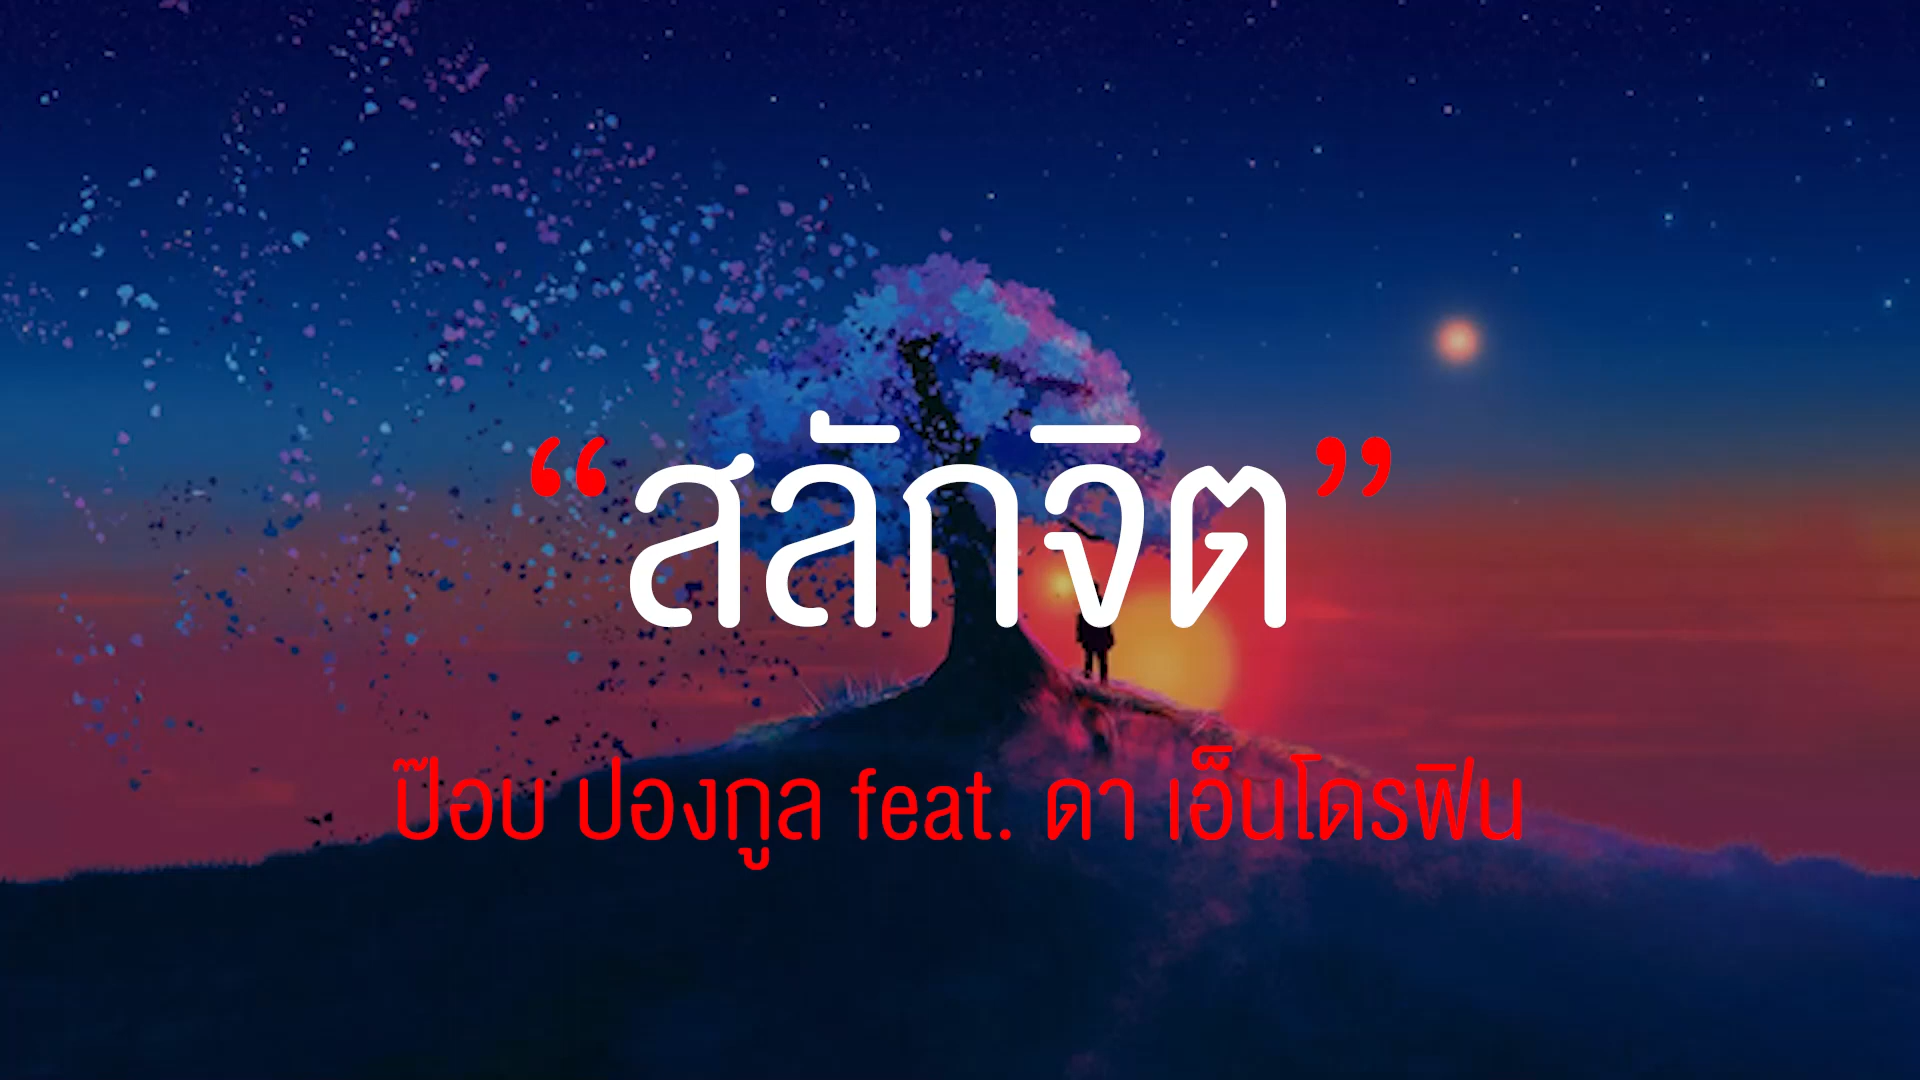 “สลักจิต”
ป๊อบ ปองกูล feat. ดา เอ็นโดรฟิน